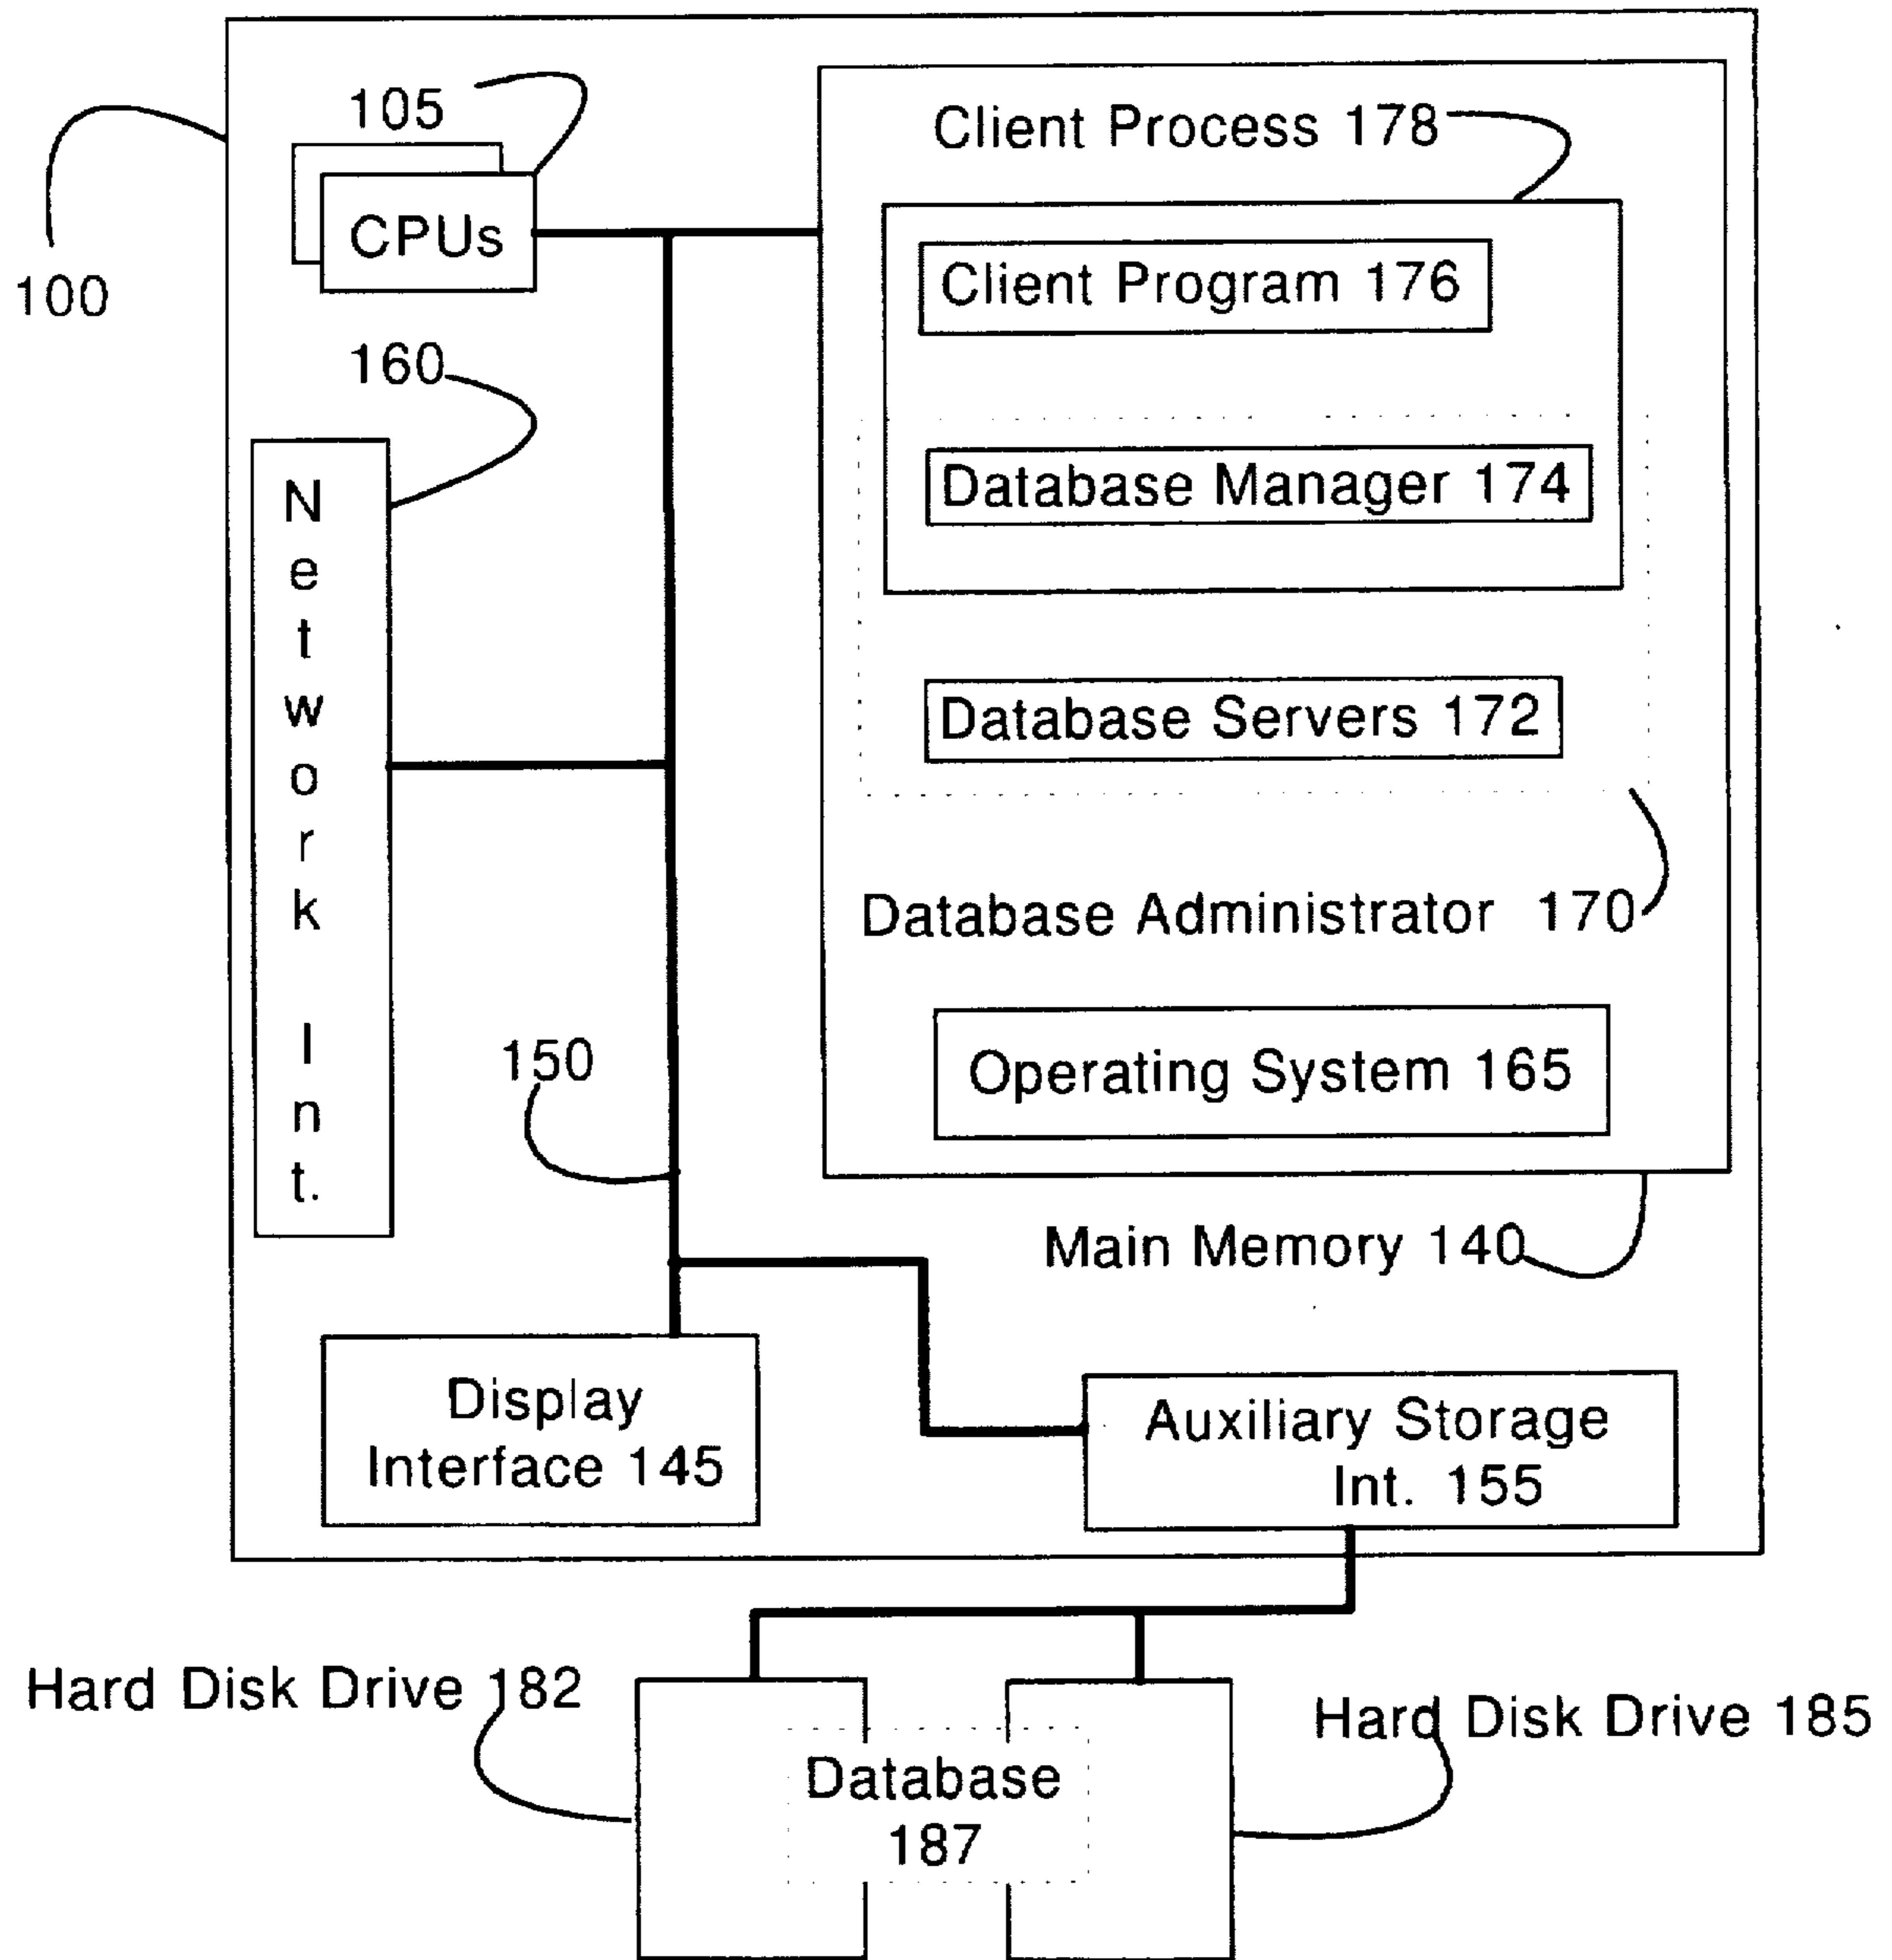 105
Client Process 178
CPUs
Client Program 176
100
160
Network Int.
Database Manager 174
Database Servers 172
Database Administrator 170
150
Operating System 165
Main Memory 140
Display
Interface 145
Auxiliary Storage
Int. 155
Hard Disk Drive 182
Hard Disk Drive 185
Database
187